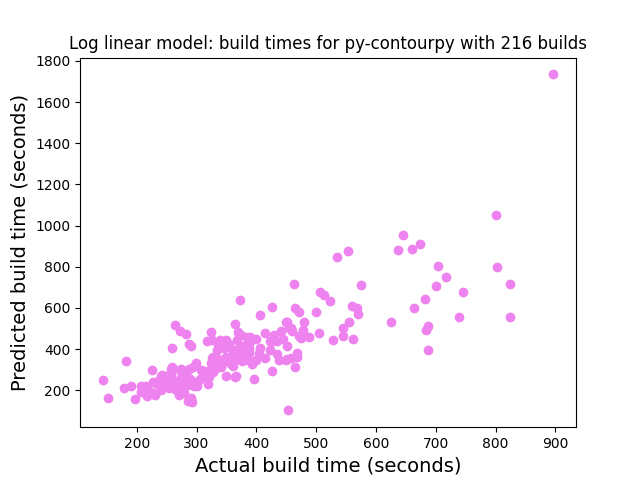 Log linear model: build times for py-contourpy with 216 builds
1800
1600
1400
1200
1000
800
600
400
200
Predicted build time (seconds)
200 300 400 500 600 700 800 900
Actual build time (seconds)